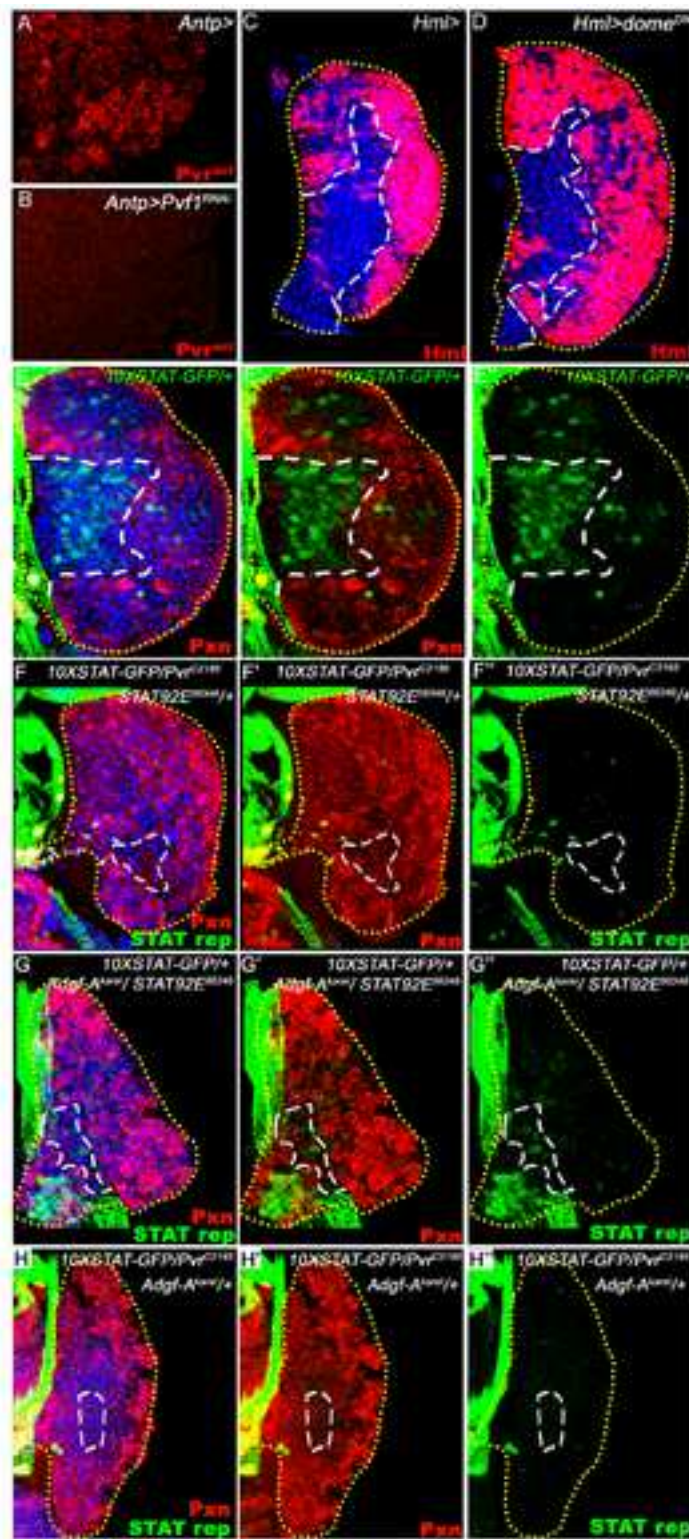 A
Antp>
Pvr
B
Antp>Pvf1
Pvr
C
Hml>
Hml
D
Hml>dome
Hml
10XSTAT-GFP/+
Pxn
10XSTAT-GFP/+
Pxn
10XSTAT-GFP/+
F
10XSTAT-GFP/Pvr
STAT92E /+
Pxn
STAT rep
F'
10XSTAT-GFP/Pvr
STAT92E /+
Pxn
F''
10XSTAT-GFP/Pvr
STAT92E /+
STAT rep
G
10XSTAT-GFP/+
Adgf-A / STAT92E
Pxn
STAT rep
G'
10XSTAT-GFP/+
Adgf-A / STAT92E
Pxn
G''
10XSTAT-GFP/+
Adgf-A / STAT92E
STAT rep
H
10XSTAT-GFP/Pvr
Adgf-A /+
Pxn
STAT rep
H'
10XSTAT-GFP/Pvr
Adgf-A /+
Pxn
H''
10XSTAT-GFP/Pvr
Adgf-A /+
STAT rep